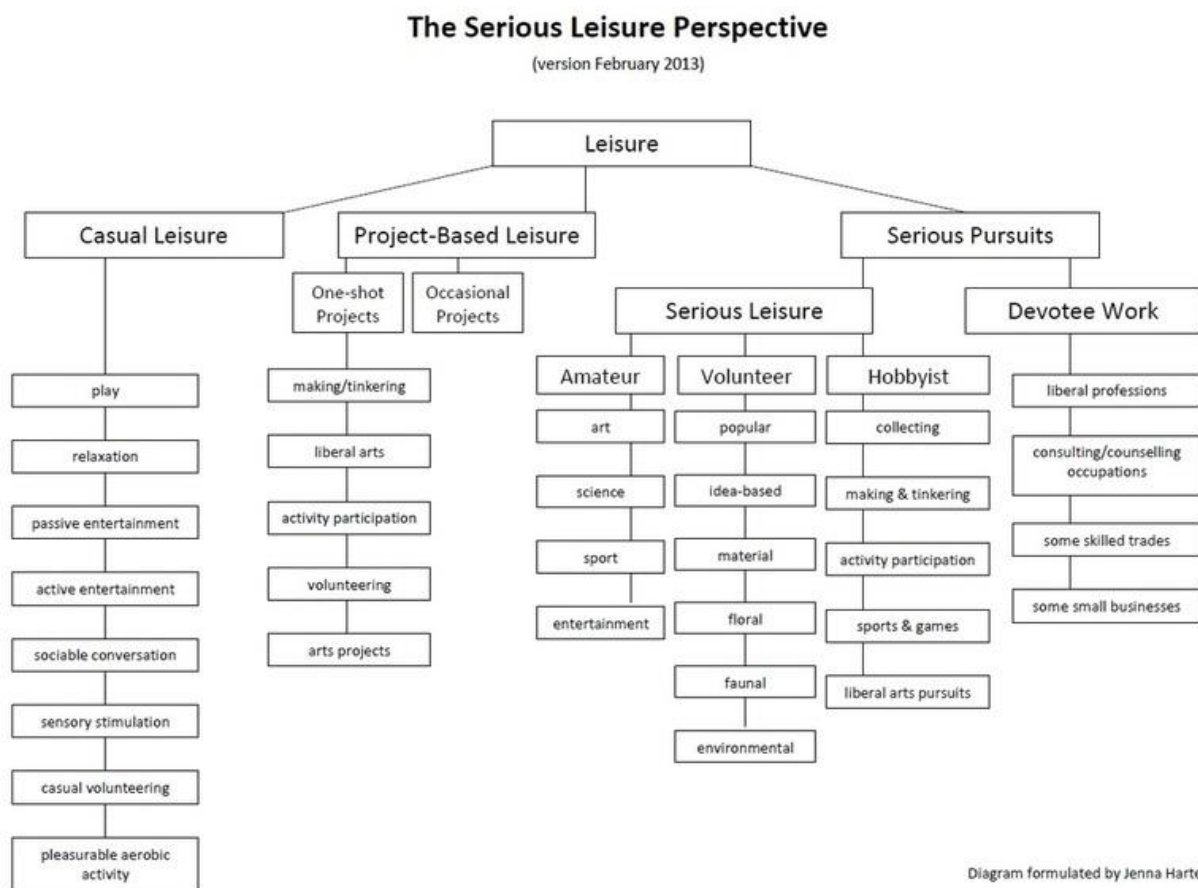 The Serious Leisure Perspective
(version February 2013)
Leisure
Casual Leisure
play
relaxation
passive entertainment
active entertainment
sociable conversation
sensory stimulation
casual volunteering
pleasurable aerobic
activity
Project-Based Leisure
One-shot
Projects
making/tinkering
liberal arts
activity participation
volunteering
arts projects
Occasional
Projects
Serious Pursuits
Serious Leisure
Amateur
art
science
sport
entertainment
Volunteer
popular
idea-based
material
floral
faunal
environmental
Hobbyist
collecting
making & tinkering
activity participation
sports & games
liberal arts pursuits
Devotee Work
liberal professions
consulting/counselling
occupations
some skilled trades
some small businesses
Diagram formulated by Jenna Harte